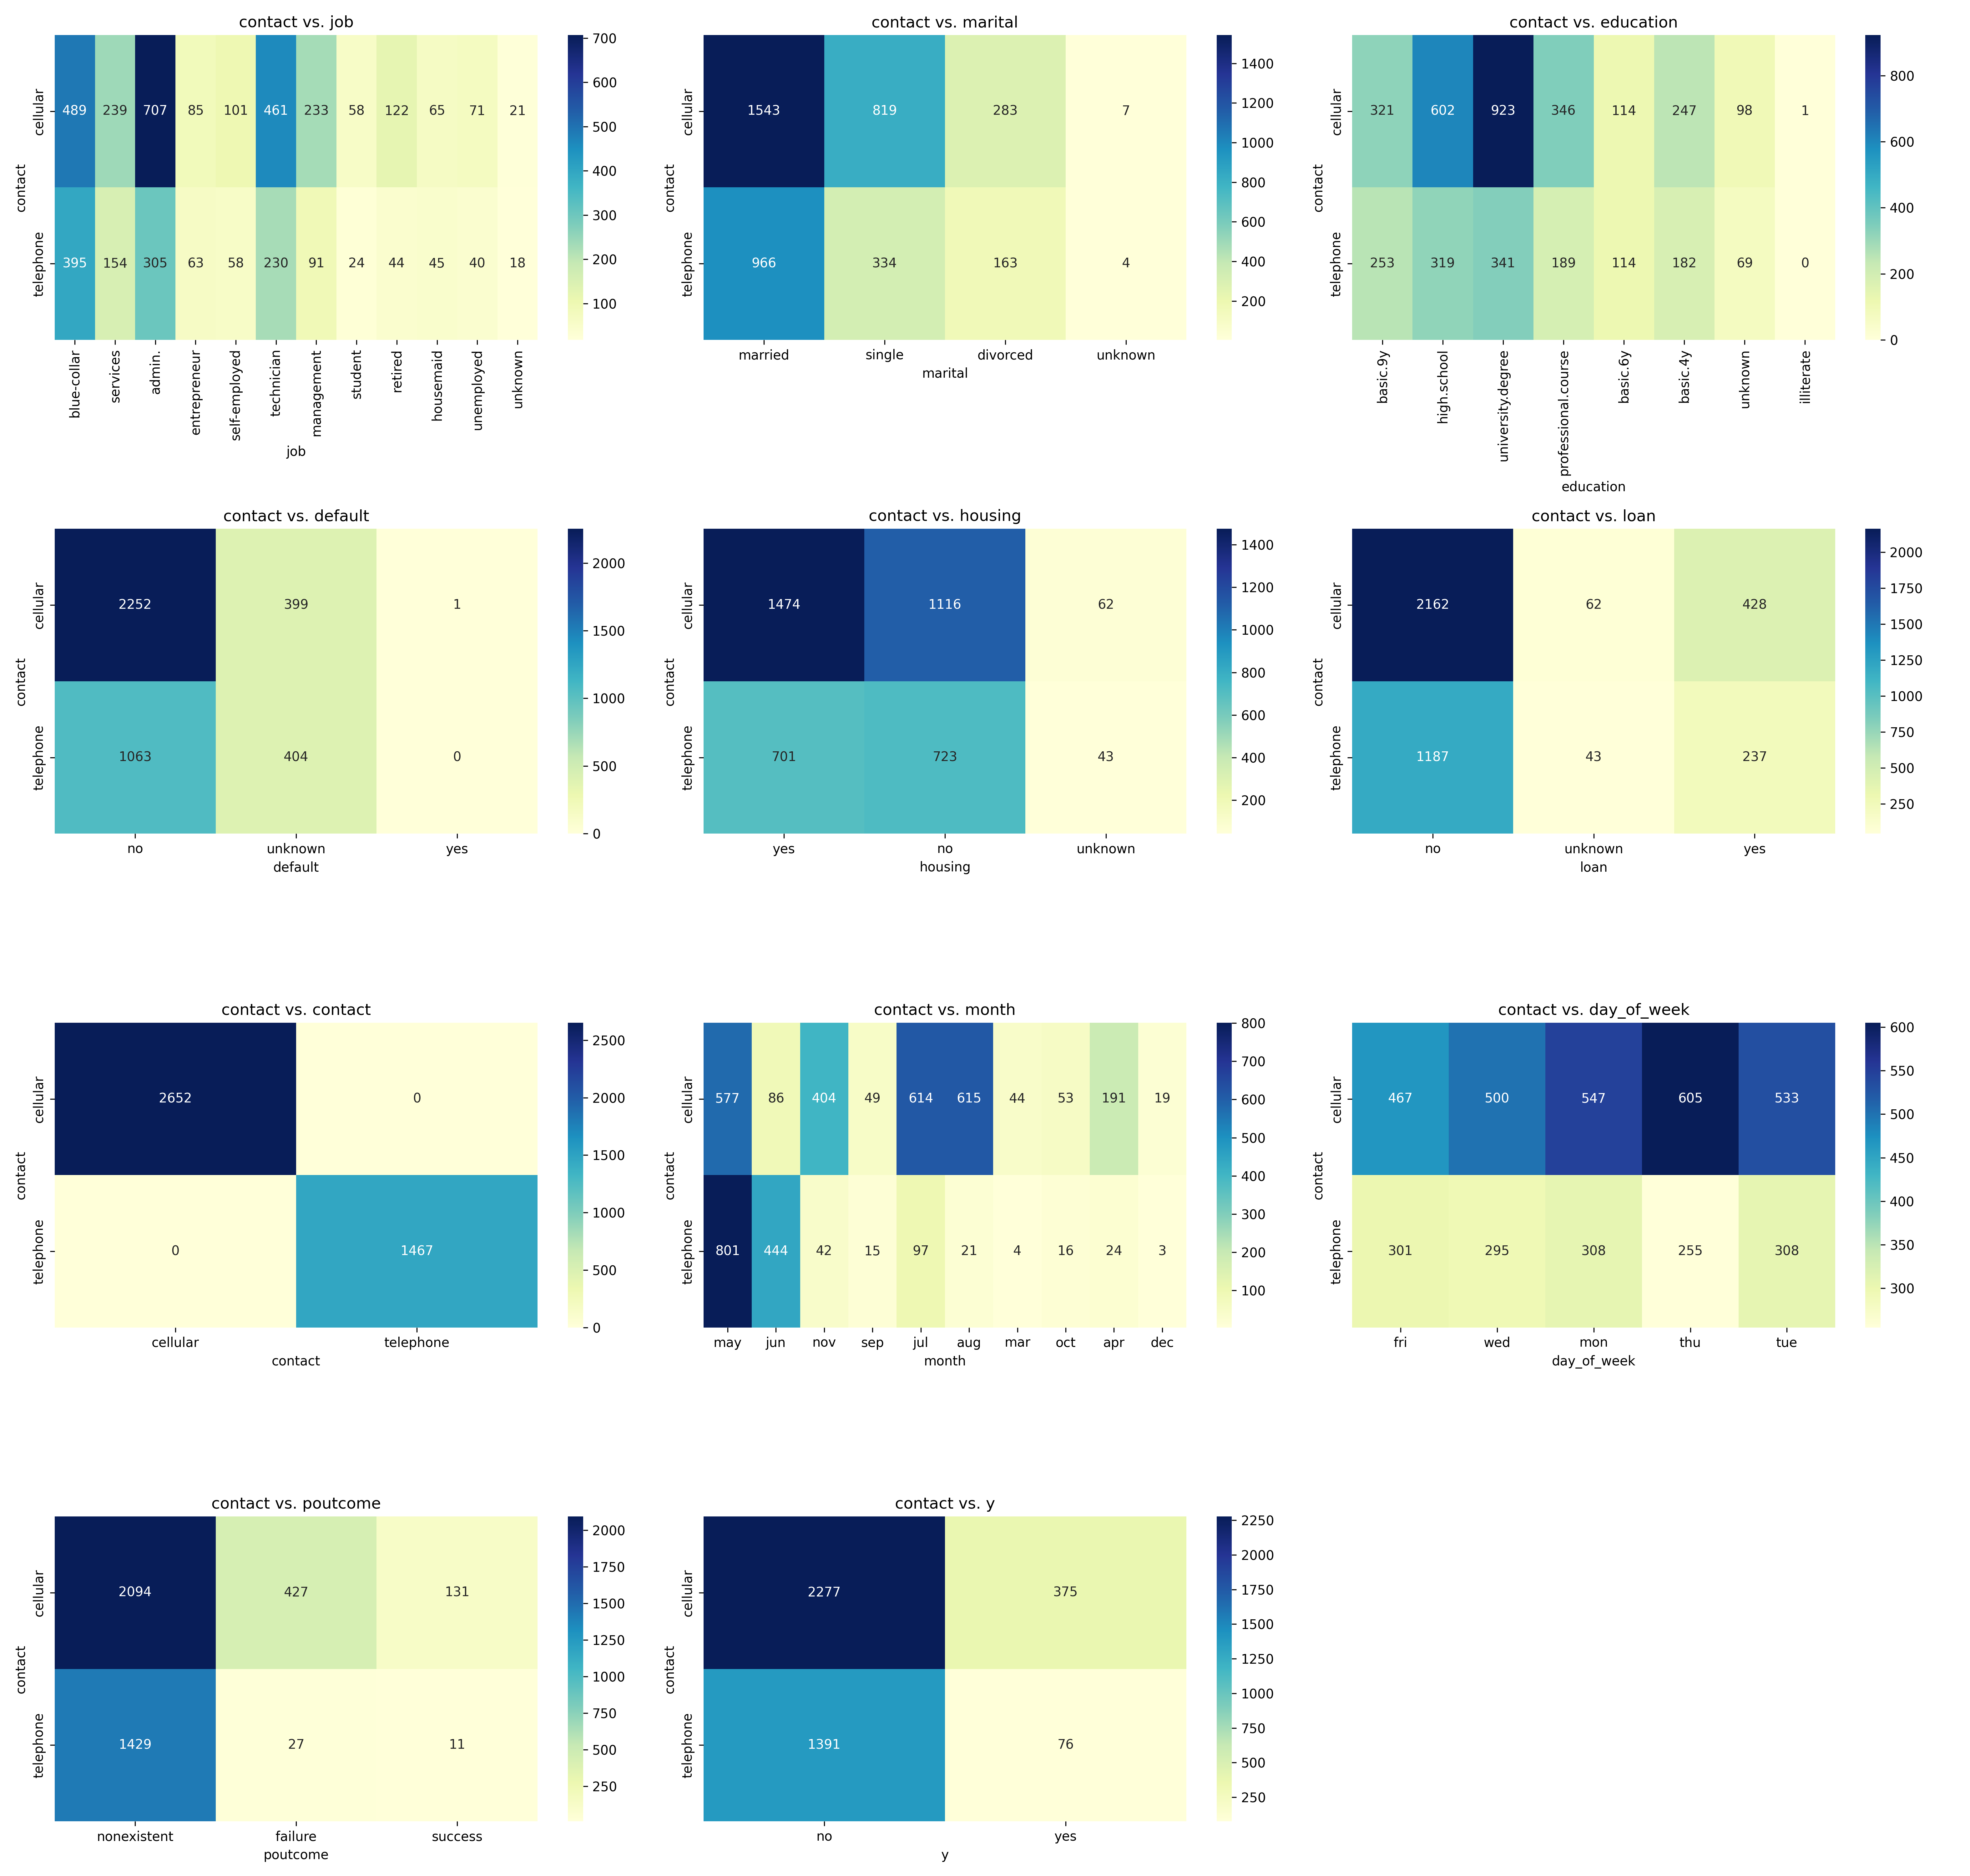 contact vs. job
cellular
telephone
contact
489 239 707 85 101 461 233 58 122 65 71 21
395 154 305 63 58 230 91 24 44 45 40 18
blue-collar services admin. entrepreneur self-employed technician management student retired housemaid unemployed unknown
job
700
600
500
400
300
200
100
contact vs. marital
cellular
telephone
contact
1543 819 283 7
966 334 163 4
married single divorced unknown
marital
1400
1200
1000
800
600
400
200
contact vs. education
cellular
telephone
contact
321 602 923 346 114 247 98 1
253 319 341 189 114 182 69 0
basic.9y high.school university.degree professional.course basic.6y basic.4y unknown illiterate
education
800
600
400
200
0
contact vs. default
cellular
telephone
contact
2252 399 1
1063 404 0
no unknown yes
default
2000
1500
1000
500
0
contact vs. housing
cellular
telephone
contact
1474 1116 62
701 723 43
yes no unknown
housing
1400
1200
1000
800
600
400
200
contact vs. loan
cellular
telephone
contact
2162 62 428
1187 43 237
no unknown yes
loan
2000
1750
1500
1250
1000
750
500
250
contact vs. contact
cellular
telephone
contact
2652 0
0 1467
cellular telephone
contact
2500
2000
1500
1000
500
0
contact vs. month
cellular
telephone
contact
577 86 404 49 614 615 44 53 191 19
801 444 42 15 97 21 4 16 24 3
may jun nov sep jul aug mar oct apr dec
month
800
700
600
500
400
300
200
100
contact vs. day_of_week
cellular
telephone
contact
467 500 547 605 533
301 295 308 255 308
fri wed mon thu tue
day_of_week
600
550
500
450
400
350
300
contact vs. poutcome
cellular
telephone
contact
2094 427 131
1429 27 11
nonexistent failure success
poutcome
2000
1750
1500
1250
1000
750
500
250
contact vs. y
cellular
telephone
contact
2277 375
1391 76
no yes
y
2250
2000
1750
1500
1250
1000
750
500
250